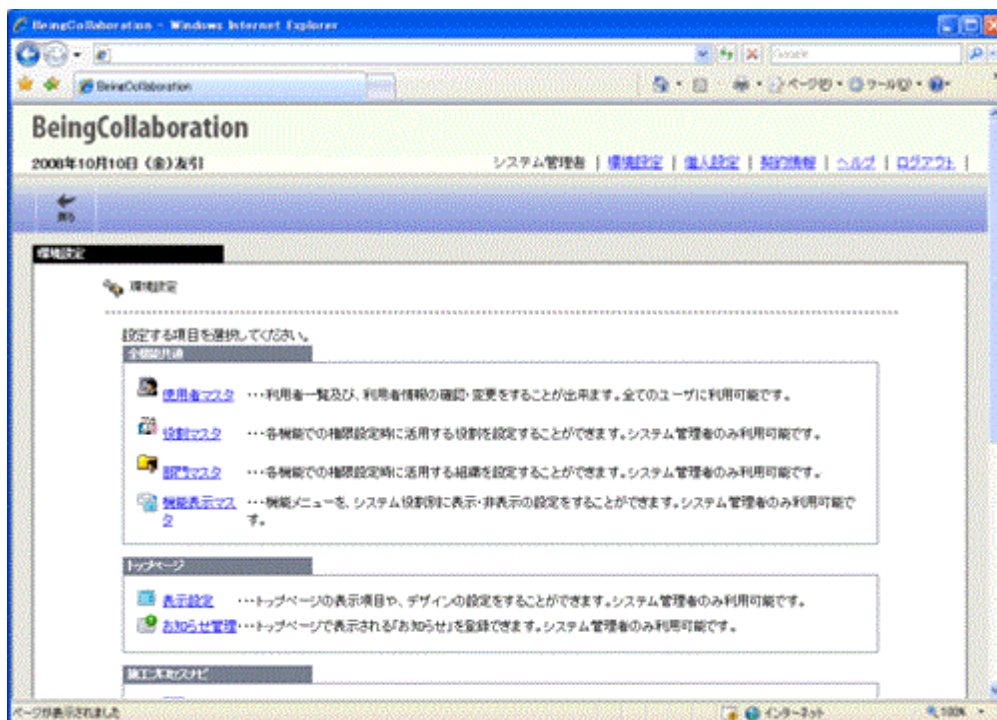 BeingCollaboration - Windows Internet Explorer
Google
BeingCollaboration
ページ(P)
ツール(O)
BeingCollaboration
2008年10月10日（金）友引
システム管理者 | 環境設定 | 個人設定 | 契約情報 | ヘルプ | ログアウト |
戻る
環境設定
環境設定
設定する項目を選択してください。
全機能共通
使用者マスタ ･･･利用者一覧及び、利用者情報の確認・変更をすることが出来ます。全てのユーザに利用可能です。
役割マスタ ･･･各機能での権限設定時に活用する役割を設定することができます。システム管理者のみ利用可能です。
部門マスタ ･･･各機能での権限設定時に活用する組織を設定することができます。システム管理者のみ利用可能です。
機能表示マス ･･･機能メニューを、システム役割別に表示・非表示の設定をすることができます。システム管理者のみ利用可能で
タ す。
トップページ
表示設定 ･･･トップページの表示項目や、デザインの設定をすることができます。システム管理者のみ利用可能です。
お知らせ管理 ･･･トップページで表示される「お知らせ」を登録できます。システム管理者のみ利用可能です。
施工プロセスナビ
ページが表示されました
インターネット
100%